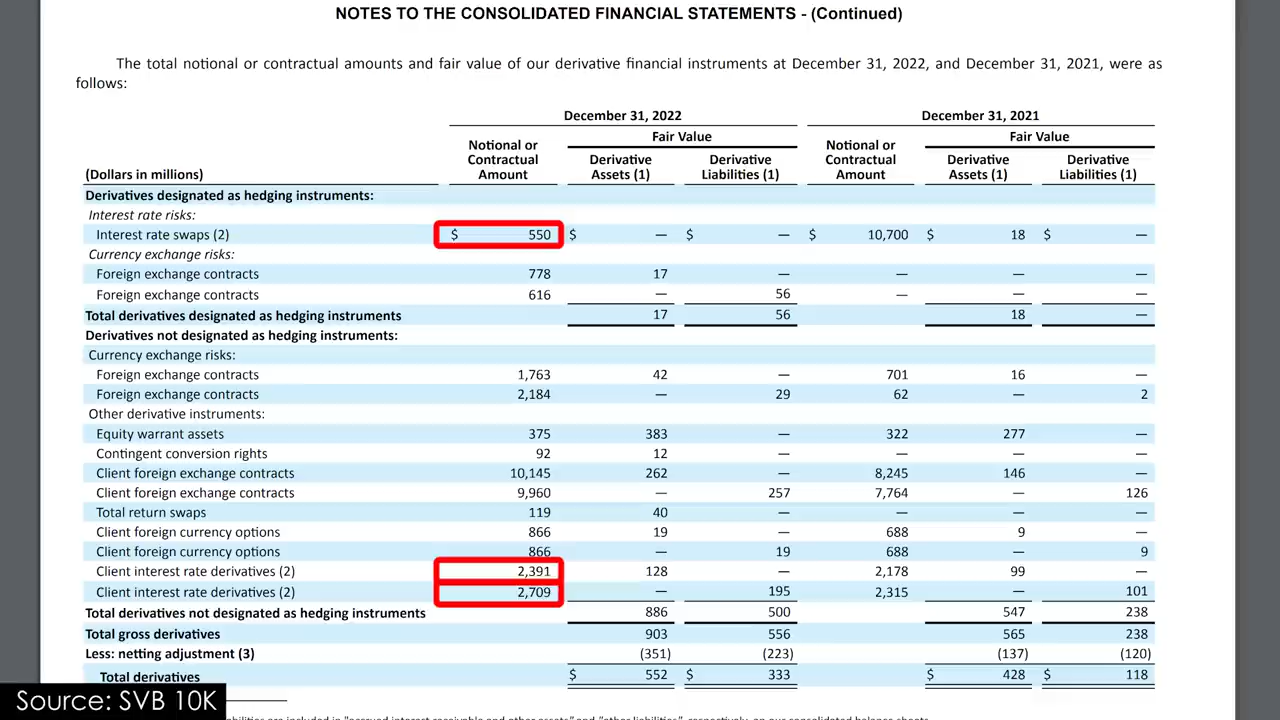 NOTES TO THE CONSOLIDATED FINANCIAL STATEMENTS - (Continued)
The total notional or contractual amounts and fair value of our derivative financial instruments at December 31, 2022, and December 31, 2021, were as
follows:
December 31, 2022 December 31, 2021
Fair Value Fair Value
(Dollars in millions) Notional or Contractual Amount Derivative Assets (1) Derivative Liabilities (1) Notional or Contractual Amount Derivative Assets (1) Derivative Liabilities (1)
Derivatives designated as hedging instruments:
Interest rate risks:
Interest rate swaps (2) $ 550 $ — $ — $ 10,700 $ 18 $ —
Currency exchange risks:
Foreign exchange contracts 778 17 — — — —
Foreign exchange contracts 616 — 56 — — —
Total derivatives designated as hedging instruments 17 56 18 —
Derivatives not designated as hedging instruments:
Currency exchange risks:
Foreign exchange contracts 1,763 42 — 701 16 —
Foreign exchange contracts 2,184 — 29 62 — 2
Other derivative instruments:
Equity warrant assets 375 383 — 322 277 —
Contingent conversion rights 92 12 — — — —
Client foreign exchange contracts 10,145 262 — 8,245 146 —
Client foreign exchange contracts 9,960 — 257 7,764 — 126
Total return swaps 119 40 — — — —
Client foreign currency options 866 19 — 688 9 —
Client foreign currency options 866 — 19 688 — 9
Client interest rate derivatives (2) 2,391 128 — 2,178 99 —
Client interest rate derivatives (2) 2,709 — 195 2,315 — 101
Total derivatives not designated as hedging instruments 886 500 547 238
Total gross derivatives 903 556 565 238
Less: netting adjustment (3) (351) (223) (137) (120)
Total derivatives $ 552 $ 333 $ 428 $ 118
Source: SVB 10K